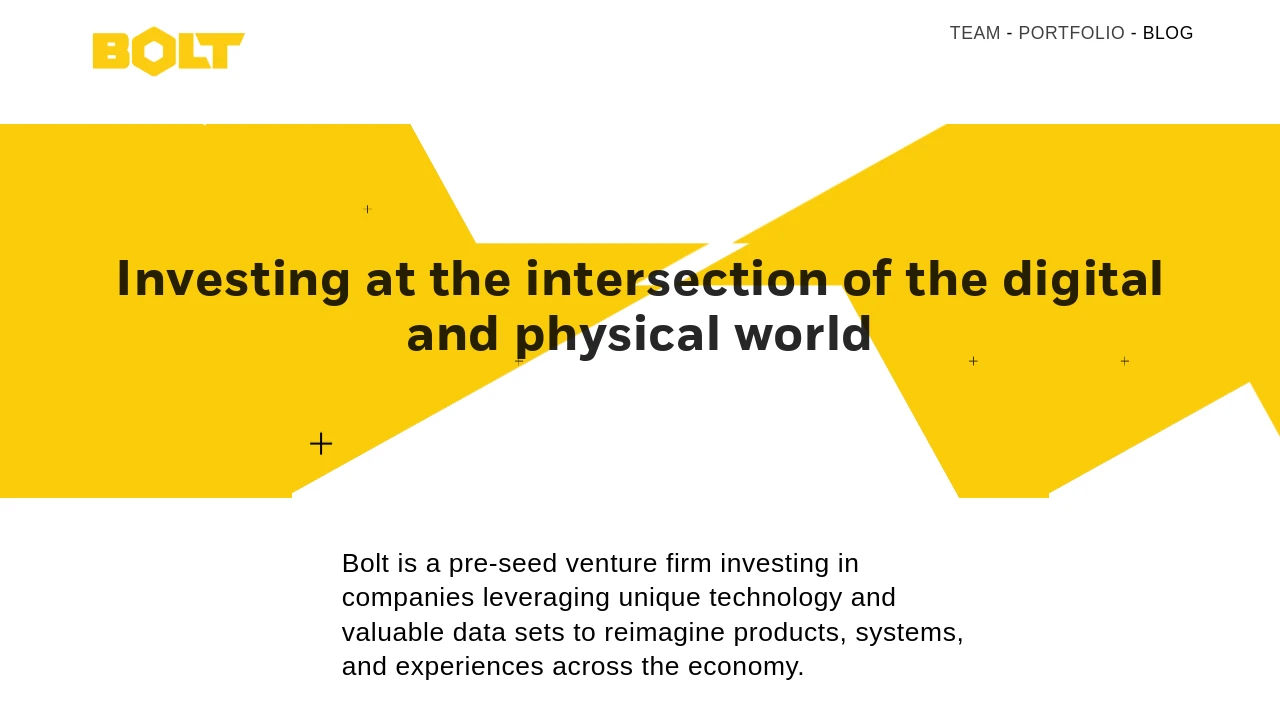 BOLT
TEAM - PORTFOLIO - BLOG
Investing at the intersection of the digital
and physical world
Bolt is a pre-seed venture firm investing in
companies leveraging unique technology and
valuable data sets to reimagine products, systems,
and experiences across the economy.